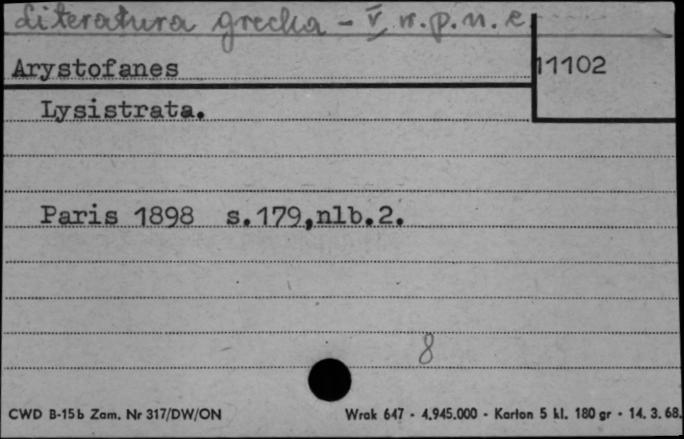 Literatura grecka - V w.p.n.e.
Arystofanes 11102
Lysistrata.
Paris 1898 s.179,nlb.2.
8
CWD B-15b Zam. Nr 317/DW/ON Wrak 647 - 4.945.000 - Karton 5 kl. 180 gr - 14. 3. 68.